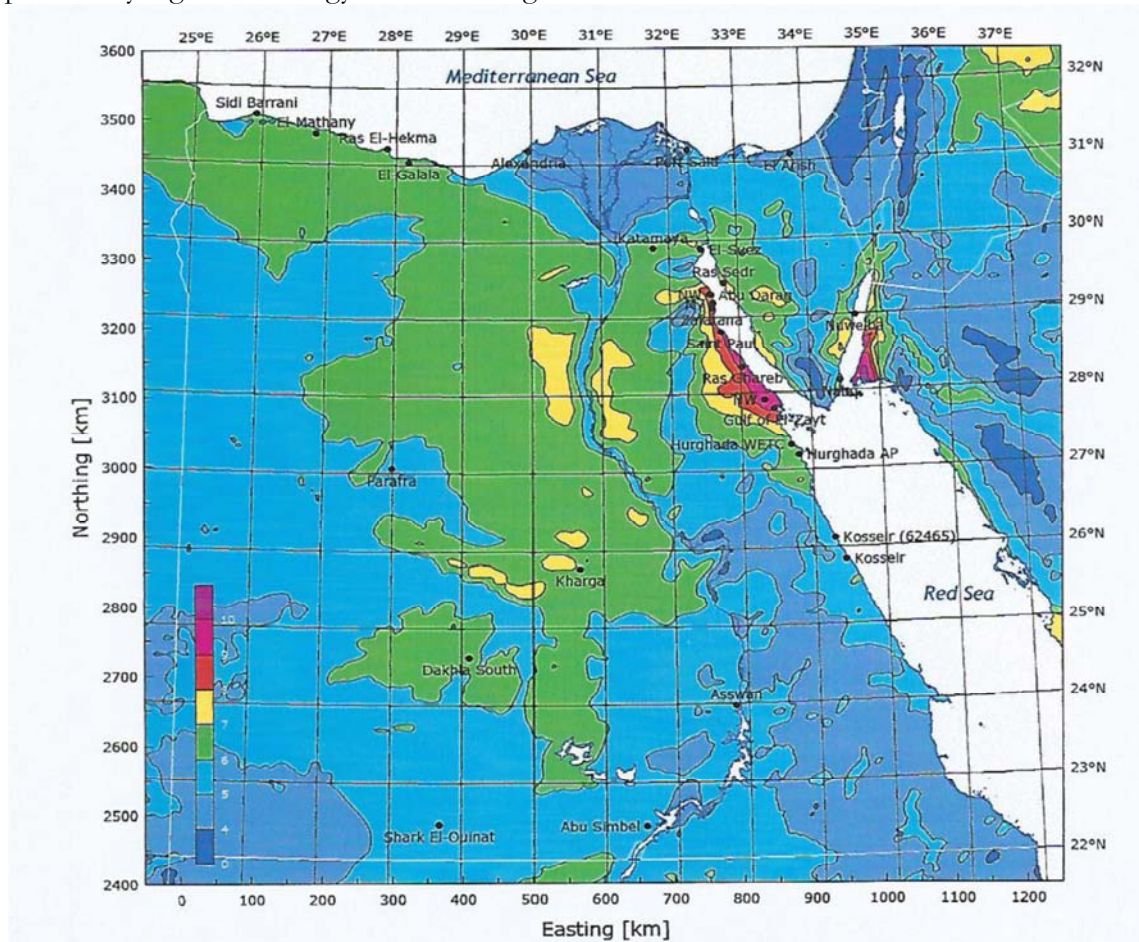 25°E 26°E 27°E 28°E 29°E 30°E 31°E 32°E 33°E 34°E 35°E 36°E 37°E
3600
Mediterranean Sea
32°N
Sidi Barrani
3500
El-Mathany
Ras El-Hekma
31°N
Alexandria
Port Said
El Arish
El Galala
3400
30°N
Katamaya
El-Suez
3300
Ras Sedr
NW
Abu Darag
29°N
Zafarana
Nuweiba
3200
Saint Paul
28°N
Ras Ghareb
NW
3100
Gulf of El-Zayt
Hurghada WETC
Hurghada AP
27°N
3000
Farafra
Northing [km]
2900
Kosseir (62465)
26°N
Kosseir
Kharga
Red Sea
2800
25°N
10
9
Dakhla South
2700
Asswan
24°N
7
6
2600
23°N
5
4
2500
Shark El-Ouinat
Abu Simbel
22°N
0
2400
0 100 200 300 400 500 600 700 800 900 1000 1100 1200
Easting [km]